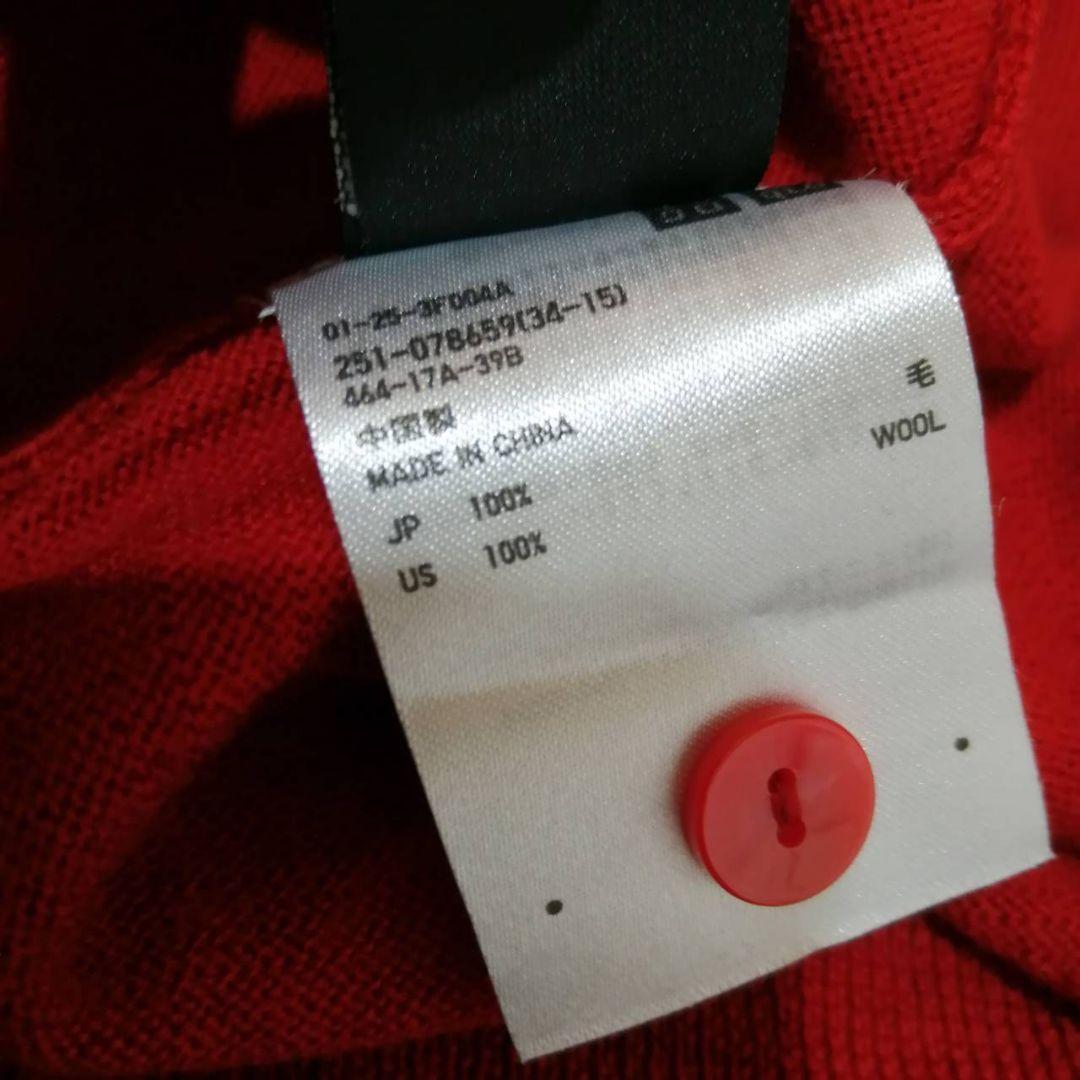 01-25-3F004A
251-078659(34-15)
464-17A-39B
中国製
MADE IN CHINA
毛
WOOL
JP 100%
US 100%